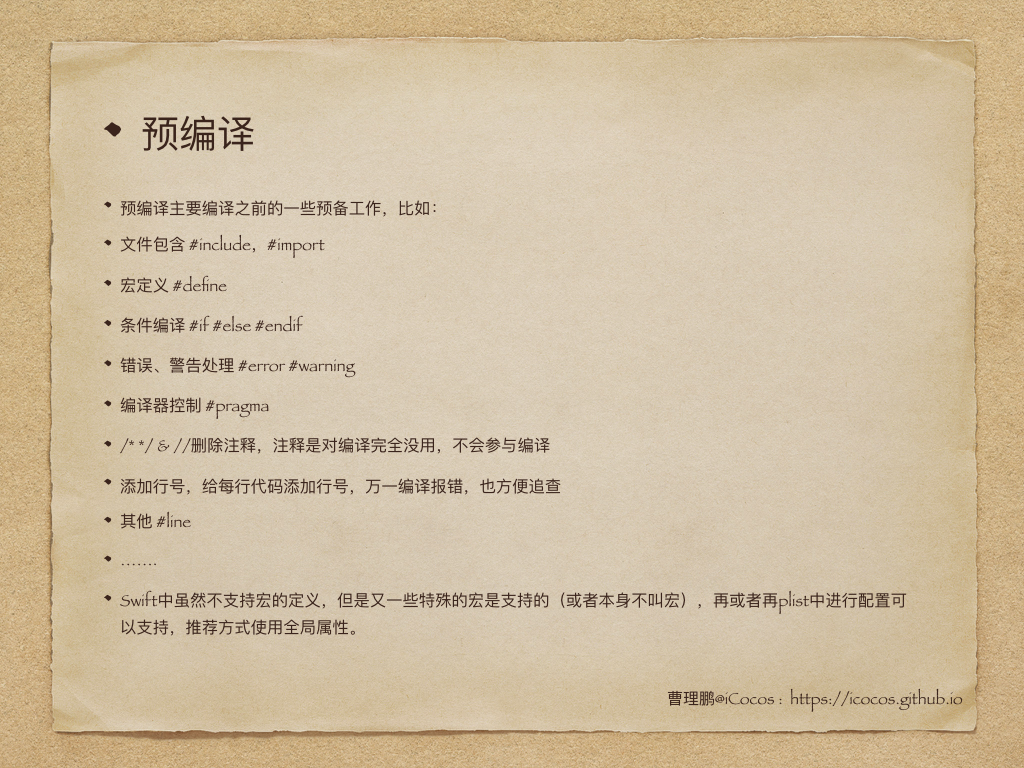 预编译
预编译主要编译之前的一些预备工作，比如：
文件包含 #include，#import
宏定义 #define
条件编译 #if #else #endif
错误、警告处理 #error #warning
编译器控制 #pragma
/* */ & //删除注释，注释是对编译完全没用，不会参与编译
添加行号，给每行代码添加行号，万一编译报错，也方便追查
其他 #line
.......
Swift中虽然不支持宏的定义，但是又一些特殊的宏是支持的（或者本身不叫宏），再或者再plist中进行配置可
以支持，推荐方式使用全局属性。
曹理鹏@iCocos： https://icocos.github.io